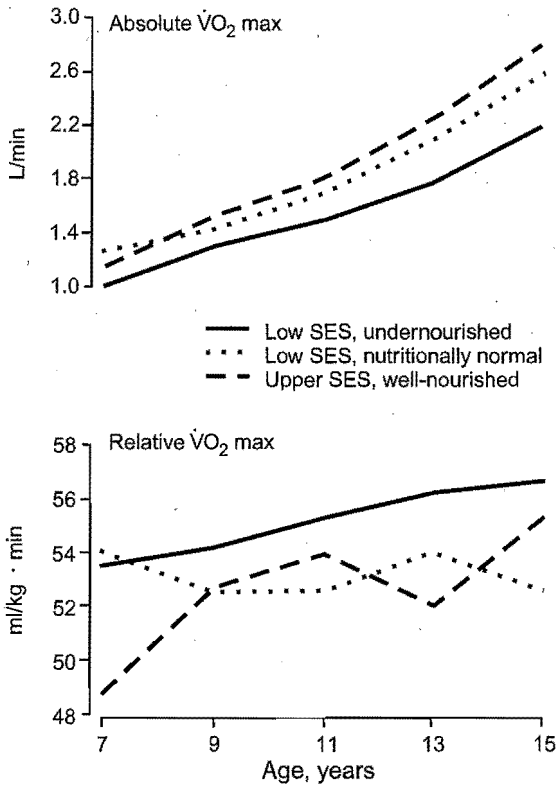 Absolute V̇O₂ max
3.0
2.6
2.2
1.8
1.4
1.0
L/min
Low SES, undernourished
Low SES, nutritionally normal
Upper SES, well-nourished
Relative V̇O₂ max
58
56
54
52
50
48
ml/kg · min
7 9 11 13 15
Age, years